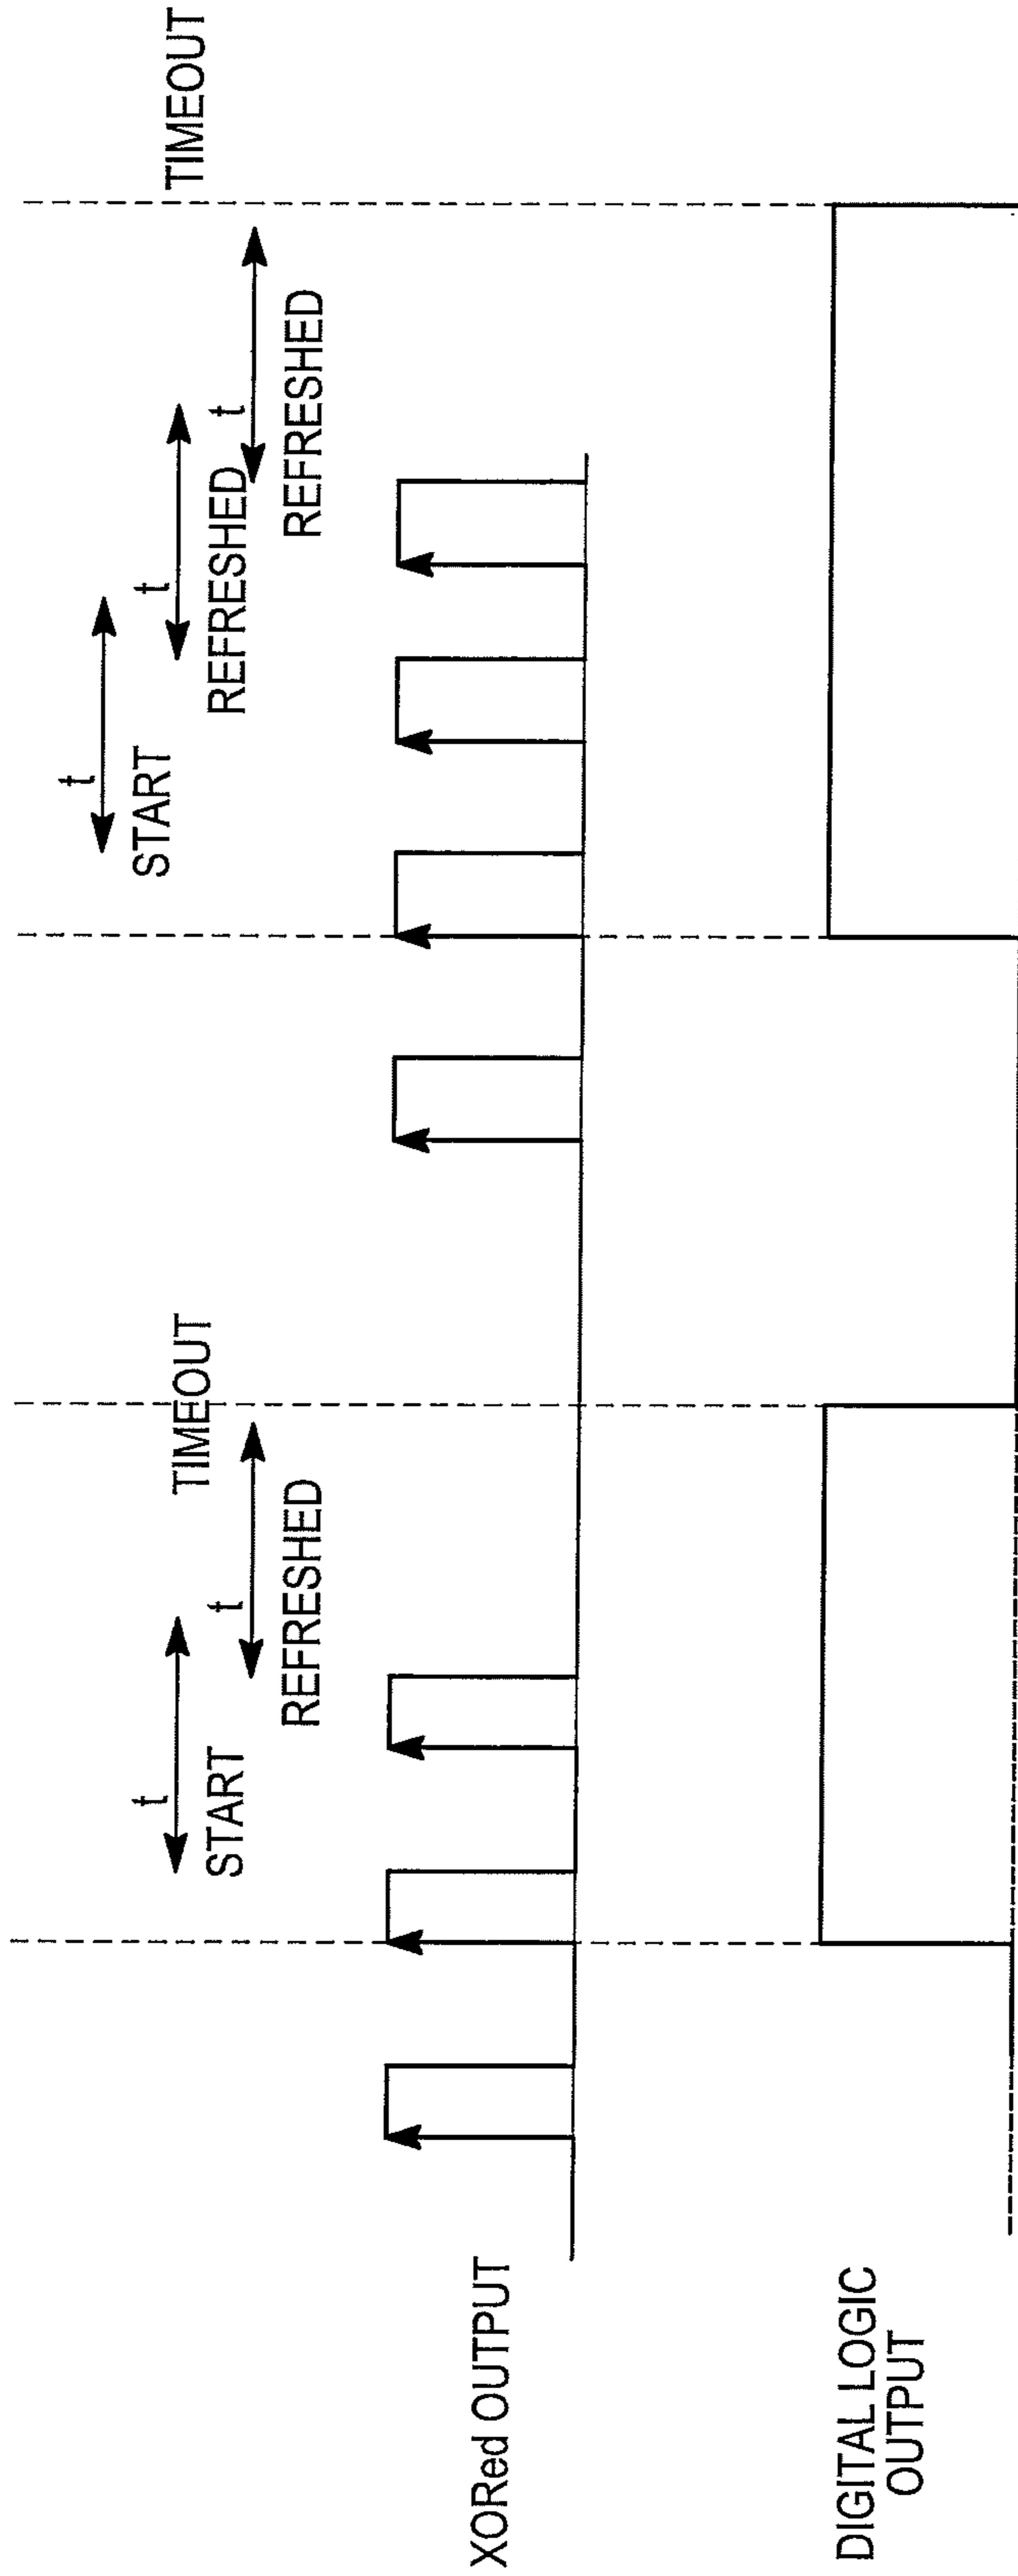 t
START
t
REFRESHED
TIMEOUT
t
START
t
REFRESHED
t
REFRESHED
TIMEOUT
XORed OUTPUT
DIGITAL LOGIC
OUTPUT